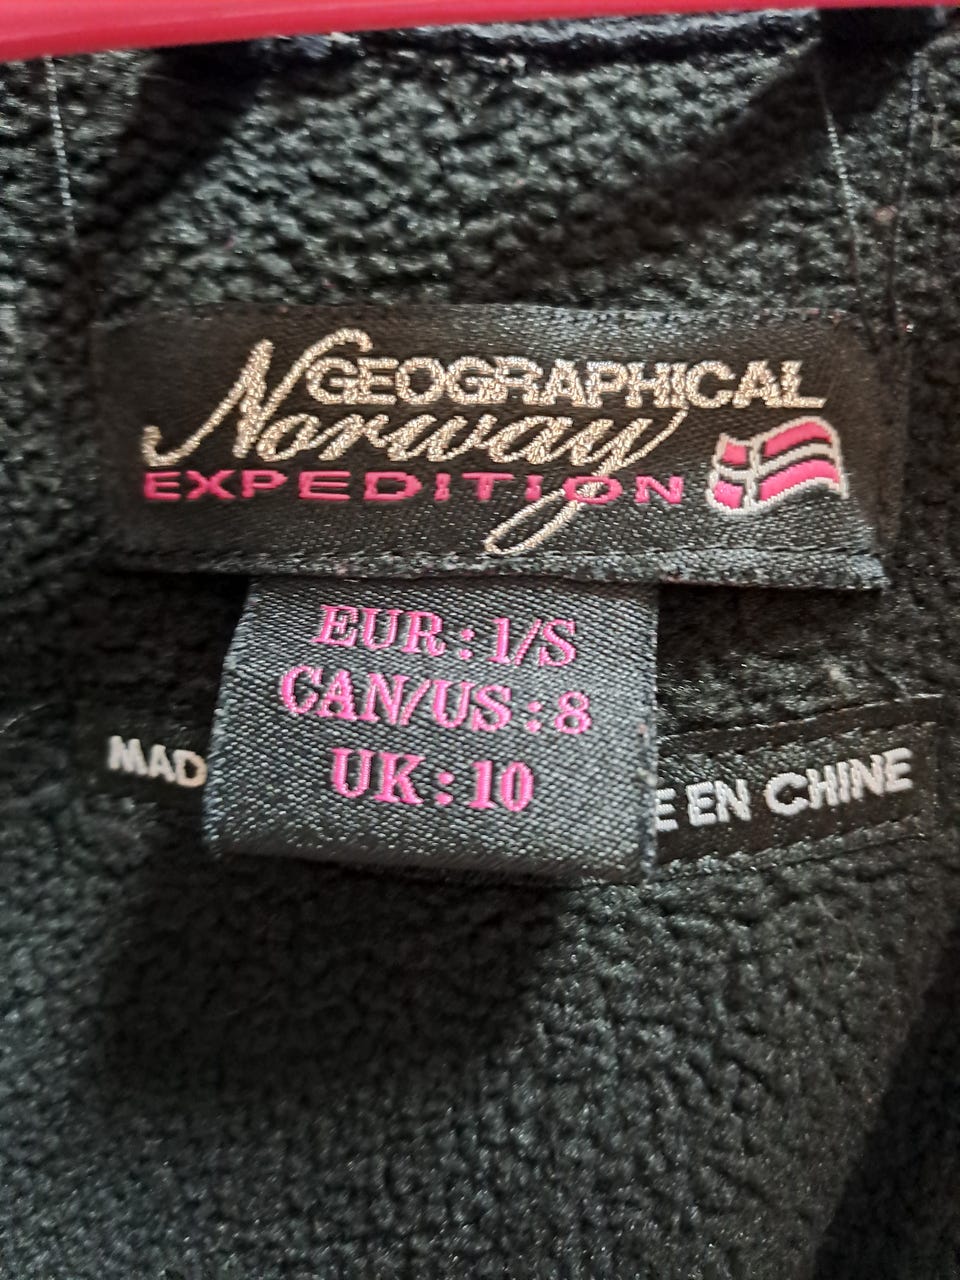 GEOGRAPHICAL
Norway
EXPEDITION
EUR: 1/S
CAN/US: 8
UK: 10
MAD
E EN CHINE